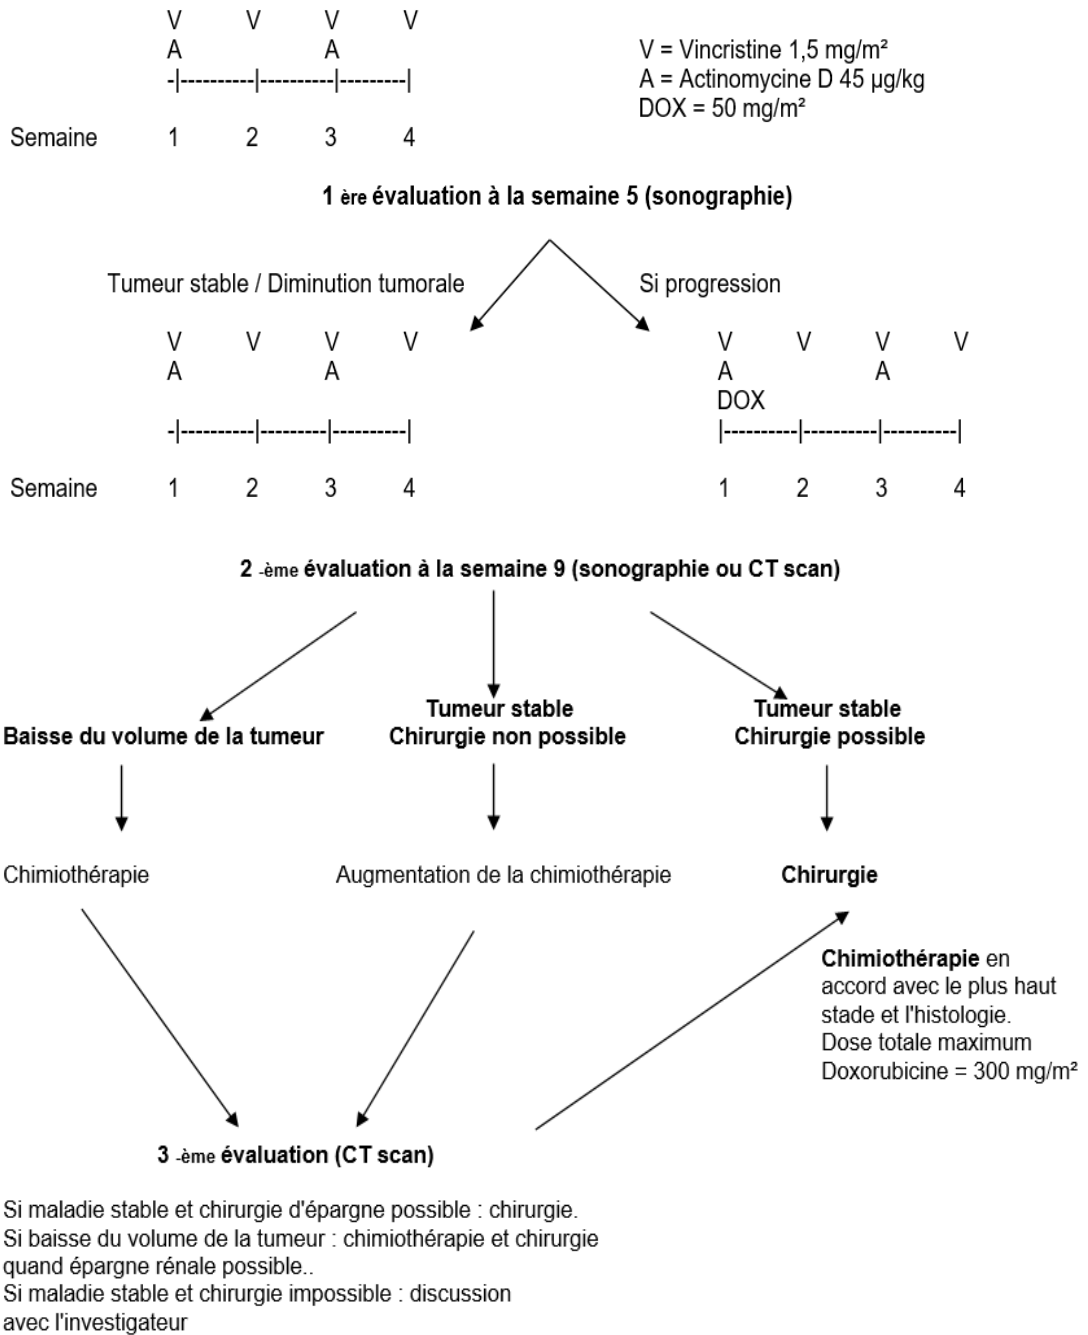 V V V V
A A
-|----------|----------|----------|
Semaine 1 2 3 4
V = Vincristine 1,5 mg/m²
A = Actinomycine D 45 µg/kg
DOX = 50 mg/m²
1 ère évaluation à la semaine 5 (sonographie)
Tumeur stable / Diminution tumorale
Si progression
V V V V
A A
-|----------|----------|----------|
Semaine 1 2 3 4
V V V V
A A
DOX
|----------|----------|----------|
1 2 3 4
2 -ème évaluation à la semaine 9 (sonographie ou CT scan)
Baisse du volume de la tumeur
Tumeur stable
Chirurgie non possible
Tumeur stable
Chirurgie possible
Chimiothérapie
Augmentation de la chimiothérapie
Chirurgie
Chimiothérapie en
accord avec le plus haut
stade et l'histologie.
Dose totale maximum
Doxorubicine = 300 mg/m²
3 -ème évaluation (CT scan)
Si maladie stable et chirurgie d'épargne possible : chirurgie.
Si baisse du volume de la tumeur : chimiothérapie et chirurgie
quand épargne rénale possible..
Si maladie stable et chirurgie impossible : discussion
avec l'investigateur